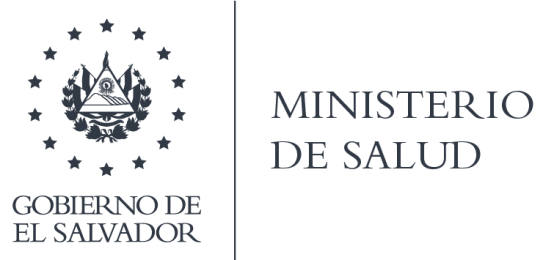 GOBIERNO DE
EL SALVADOR
MINISTERIO
DE SALUD